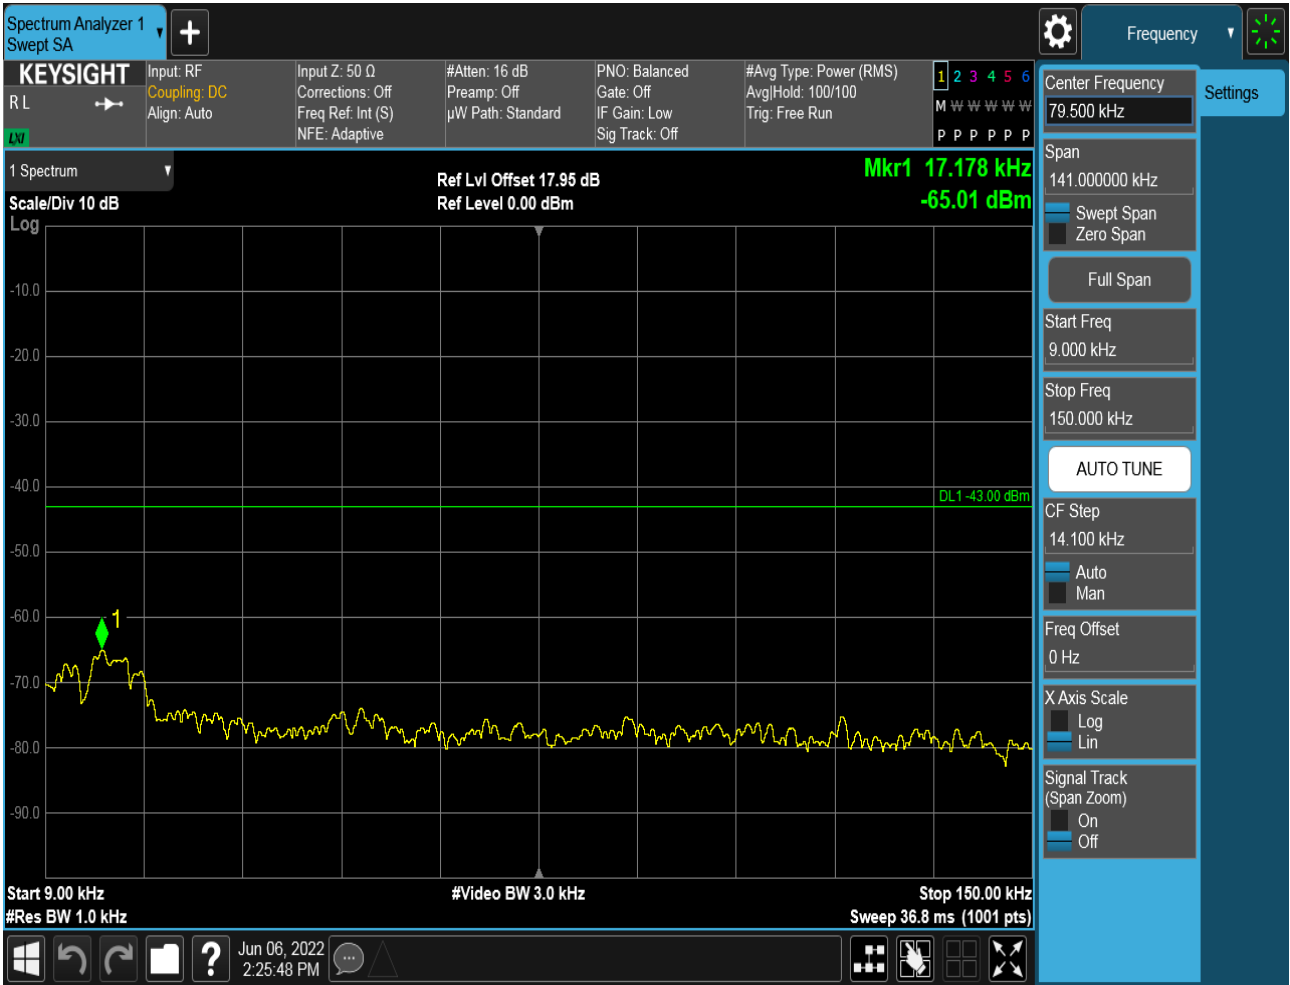 Spectrum Analyzer 1
Swept SA
Frequency
KEYSIGHT
R L
LXI
Input: RF
Coupling: DC
Align: Auto
Input Z: 50 Ω
Corrections: Off
Freq Ref: Int (S)
NFE: Adaptive
#Atten: 16 dB
Preamp: Off
µW Path: Standard
PNO: Balanced
Gate: Off
IF Gain: Low
Sig Track: Off
#Avg Type: Power (RMS)
Avg|Hold: 100/100
Trig: Free Run
1 2 3 4 5 6
M W W W W W
P P P P P P
1 Spectrum
Scale/Div 10 dB
Log
Ref Lvl Offset 17.95 dB
Ref Level 0.00 dBm
Mkr1 17.178 kHz
-65.01 dBm
-10.0
-20.0
-30.0
-40.0
DL1 -43.00 dBm
-50.0
-60.0
1
-70.0
-80.0
-90.0
Start 9.00 kHz
#Res BW 1.0 kHz
#Video BW 3.0 kHz
Stop 150.00 kHz
Sweep 36.8 ms (1001 pts)
Center Frequency
79.500 kHz
Settings
Span
141.000000 kHz
Swept Span
Zero Span
Full Span
Start Freq
9.000 kHz
Stop Freq
150.000 kHz
AUTO TUNE
CF Step
14.100 kHz
Auto
Man
Freq Offset
0 Hz
X Axis Scale
Log
Lin
Signal Track
(Span Zoom)
On
Off
?
Jun 06, 2022
2:25:48 PM